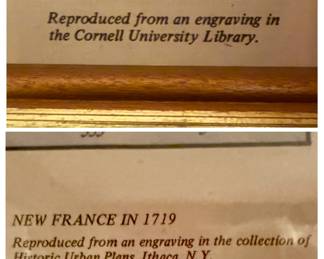 Reproduced from an engraving in
the Cornell University Library.
NEW FRANCE IN 1719
Reproduced from an engraving in the collection of
Historic Urban Plans, Ithaca, N.Y.